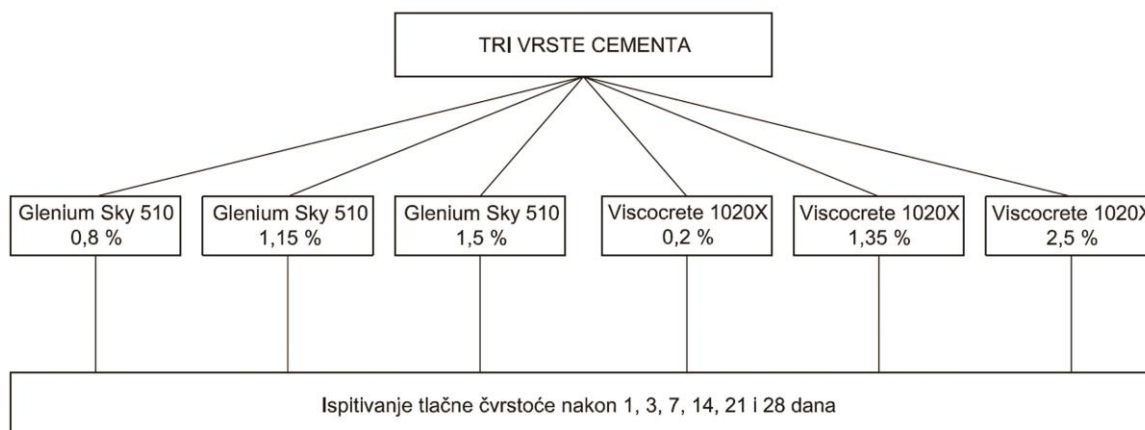 TRI VRSTE CEMENTA
Glenium Sky 510
0,8 %
Glenium Sky 510
1,15 %
Glenium Sky 510
1,5 %
Viscocrete 1020X
0,2 %
Viscocrete 1020X
1,35 %
Viscocrete 1020X
2,5 %
Ispitivanje tlačne čvrstoće nakon 1, 3, 7, 14, 21 i 28 dana